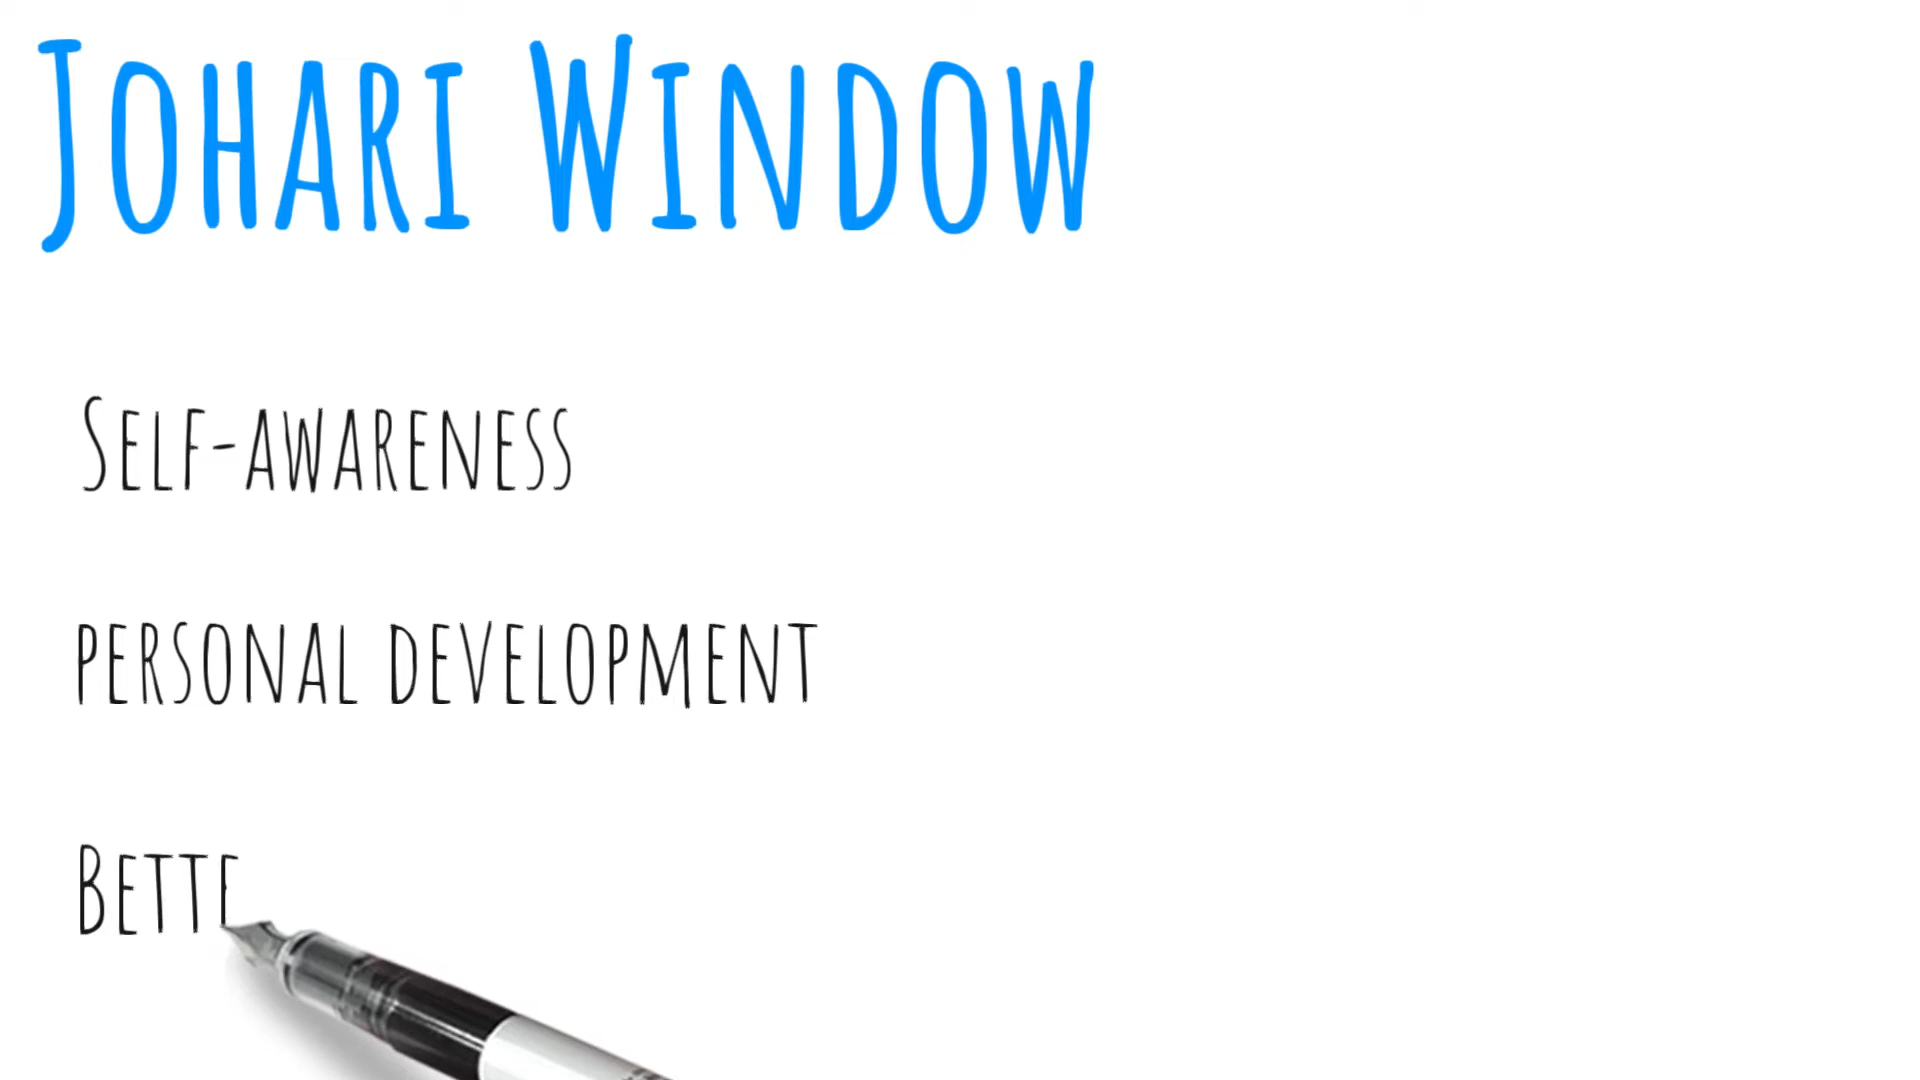 Johari Window
Self-awareness
personal development
Bette